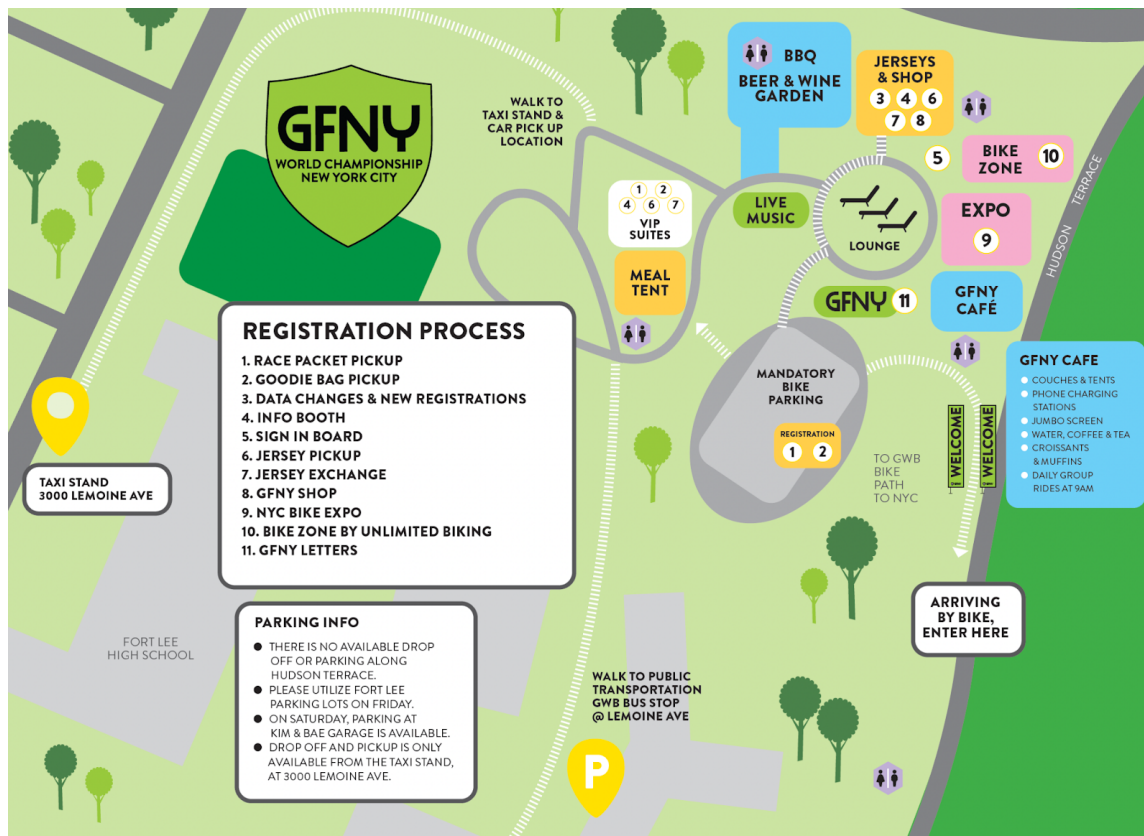 GFNY
WORLD CHAMPIONSHIP
NEW YORK CITY
WALK TO
TAXI STAND &
CAR PICK UP
LOCATION
BBQ
BEER & WINE
GARDEN
JERSEYS
& SHOP
3 4 6
7 8
5
BIKE
ZONE
10
EXPO
9
HUDSON TERRACE
1 2
4 6 7
VIP
SUITES
LIVE
MUSIC
LOUNGE
MEAL
TENT
GFNY 11
GFNY
CAFÉ
MANDATORY
BIKE
PARKING
REGISTRATION
1 2
TO GWB
BIKE
PATH
TO NYC
WELCOME
WELCOME
GFNY CAFE
COUCHES & TENTS
PHONE CHARGING
STATIONS
JUMBO SCREEN
WATER, COFFEE & TEA
CROISSANTS
& MUFFINS
DAILY GROUP
RIDES AT 9AM
REGISTRATION PROCESS
1. RACE PACKET PICKUP
2. GOODIE BAG PICKUP
3. DATA CHANGES & NEW REGISTRATIONS
4. INFO BOOTH
5. SIGN IN BOARD
6. JERSEY PICKUP
7. JERSEY EXCHANGE
8. GFNY SHOP
9. NYC BIKE EXPO
10. BIKE ZONE BY UNLIMITED BIKING
11. GFNY LETTERS
TAXI STAND
3000 LEMOINE AVE
FORT LEE
HIGH SCHOOL
PARKING INFO
THERE IS NO AVAILABLE DROP
OFF OR PARKING ALONG
HUDSON TERRACE.
PLEASE UTILIZE FORT LEE
PARKING LOTS ON FRIDAY.
ON SATURDAY, PARKING AT
KIM & BAE GARAGE IS AVAILABLE.
DROP OFF AND PICKUP IS ONLY
AVAILABLE FROM THE TAXI STAND,
AT 3000 LEMOINE AVE.
WALK TO PUBLIC
TRANSPORTATION
GWB BUS STOP
@ LEMOINE AVE
P
ARRIVING
BY BIKE,
ENTER HERE